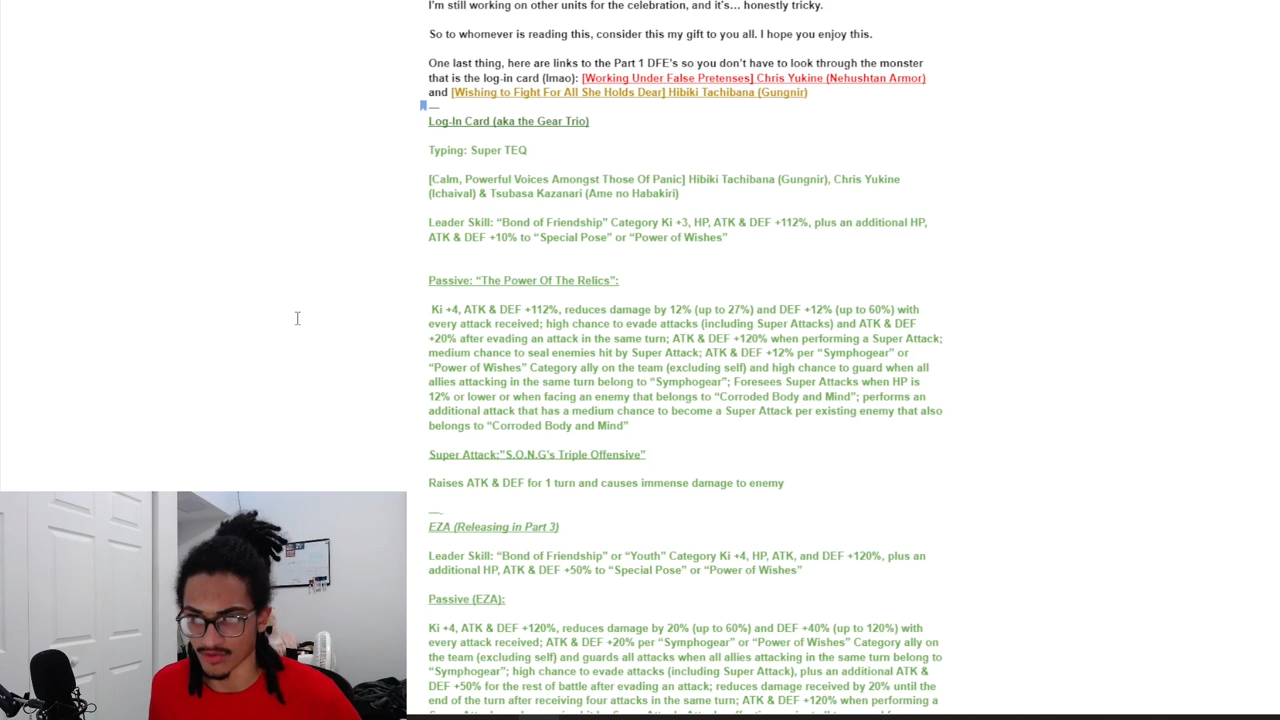 I'm still working on other units for the celebration, and it's… honestly tricky.
So to whomever is reading this, consider this my gift to you all. I hope you enjoy this.
One last thing, here are links to the Part 1 DFE's so you don't have to look through the monster
that is the log-in card (lmao): [Working Under False Pretenses] Chris Yukine (Nehushtan Armor)
and [Wishing to Fight For All She Holds Dear] Hibiki Tachibana (Gungnir)
—
Log-In Card (aka the Gear Trio)
Typing: Super TEQ
[Calm, Powerful Voices Amongst Those Of Panic] Hibiki Tachibana (Gungnir), Chris Yukine
(Ichaival) & Tsubasa Kazanari (Ame no Habakiri)
Leader Skill: “Bond of Friendship” Category Ki +3, HP, ATK & DEF +112%, plus an additional HP,
ATK & DEF +10% to “Special Pose” or “Power of Wishes”
Passive: “The Power Of The Relics”:
Ki +4, ATK & DEF +112%, reduces damage by 12% (up to 27%) and DEF +12% (up to 60%) with
every attack received; high chance to evade attacks (including Super Attacks) and ATK & DEF
+20% after evading an attack in the same turn; ATK & DEF +120% when performing a Super Attack;
medium chance to seal enemies hit by Super Attack; ATK & DEF +12% per “Symphogear” or
“Power of Wishes” Category ally on the team (excluding self) and high chance to guard when all
allies attacking in the same turn belong to “Symphogear”; Foresees Super Attacks when HP is
12% or lower or when facing an enemy that belongs to “Corroded Body and Mind”; performs an
additional attack that has a medium chance to become a Super Attack per existing enemy that also
belongs to “Corroded Body and Mind”
Super Attack:”S.O.N.G's Triple Offensive”
Raises ATK & DEF for 1 turn and causes immense damage to enemy
—-
EZA (Releasing in Part 3)
Leader Skill: “Bond of Friendship” or “Youth” Category Ki +4, HP, ATK, and DEF +120%, plus an
additional HP, ATK & DEF +50% to “Special Pose” or “Power of Wishes”
Passive (EZA):
Ki +4, ATK & DEF +120%, reduces damage by 20% (up to 60%) and DEF +40% (up to 120%) with
every attack received; ATK & DEF +20% per “Symphogear” or “Power of Wishes” Category ally on
the team (excluding self) and guards all attacks when all allies attacking in the same turn belong to
“Symphogear”; high chance to evade attacks (including Super Attack), plus an additional ATK &
DEF +50% for the rest of battle after evading an attack; reduces damage received by 20% until the
end of the turn after receiving four attacks in the same turn; ATK & DEF +120% when performing a